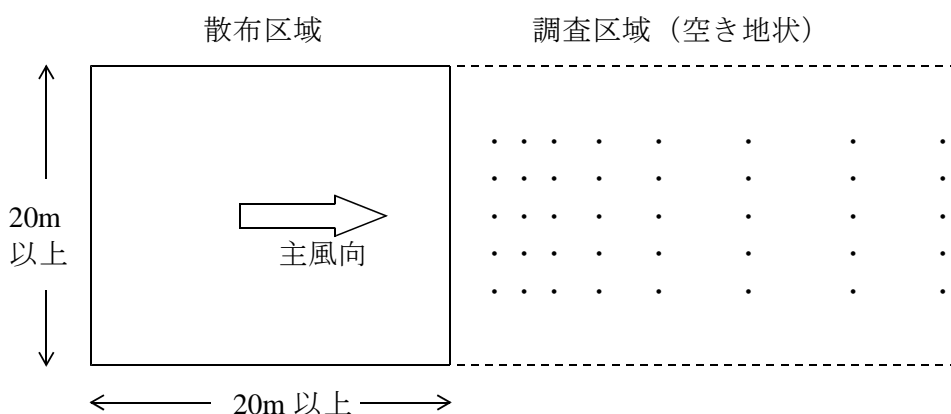 散布区域
調査区域（空き地状）
20m
以上
主風向
20m 以上